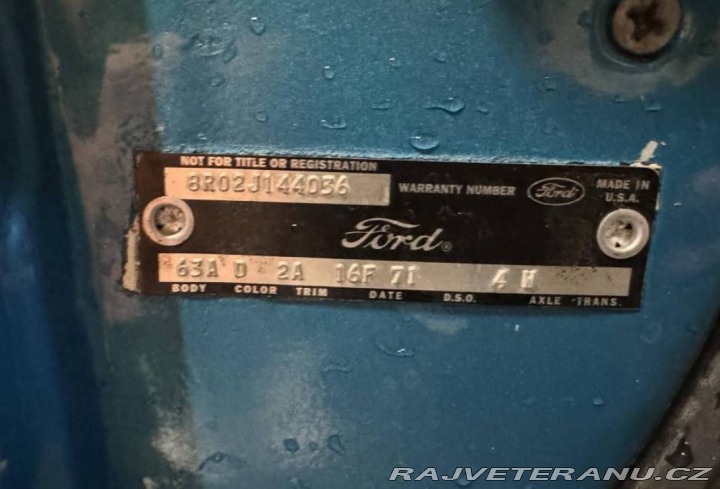 NOT FOR TITLE OR REGISTRATION
8R02J144036 WARRANTY NUMBER Ford MADE IN U.S.A.
Ford®
63A D 2A 16F 71 4 W
BODY COLOR TRIM DATE D.S.O. AXLE TRANS.
RAJVETERANU.CZ